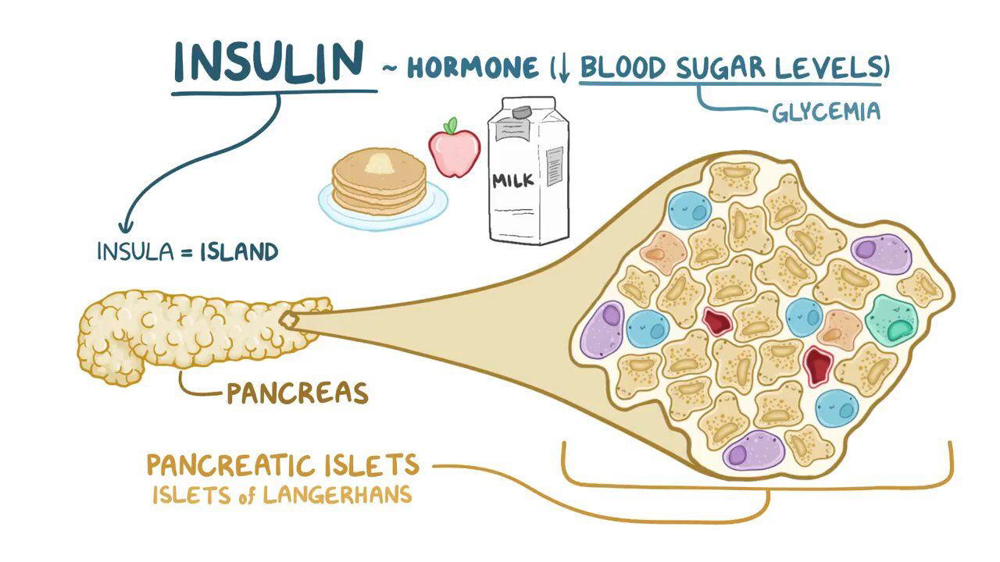 INSULIN ~ HORMONE (↓ BLOOD SUGAR LEVELS)
GLYCEMIA
MILK
INSULA = ISLAND
PANCREAS
PANCREATIC ISLETS
ISLETS of LANGERHANS